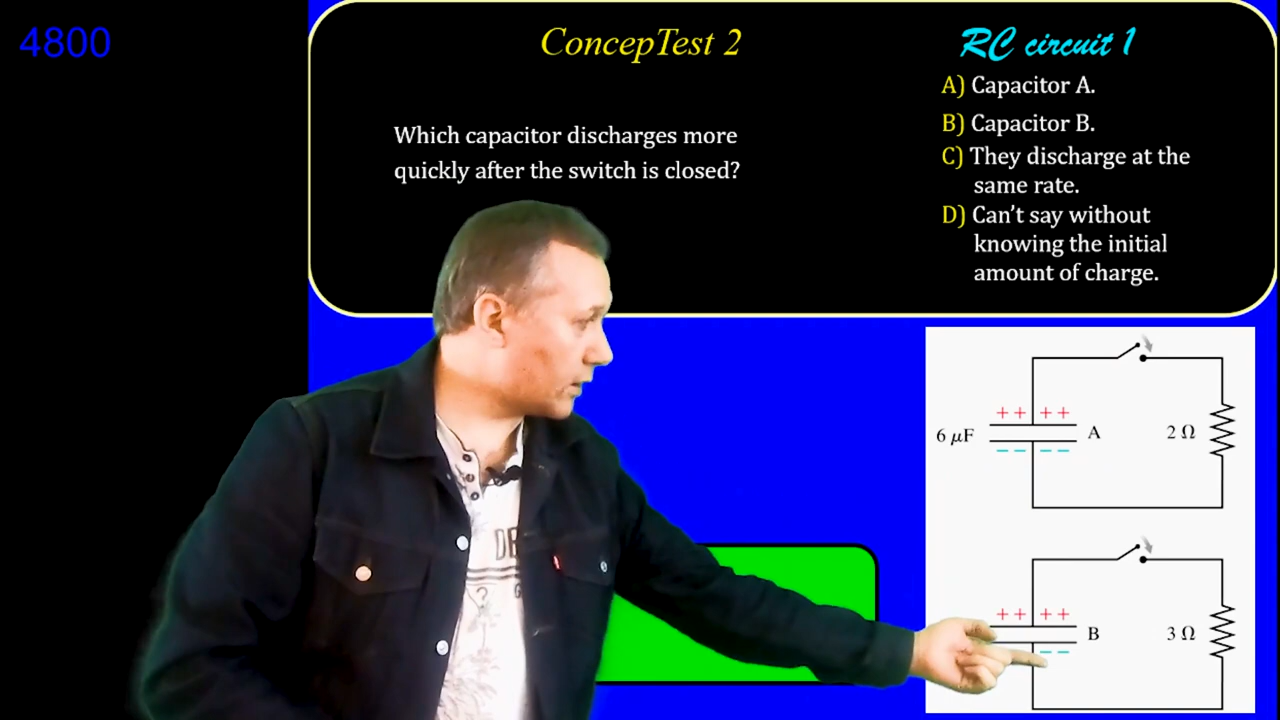 4800
ConcepTest 2
RC circuit 1
Which capacitor discharges more
quickly after the switch is closed?
A) Capacitor A.
B) Capacitor B.
C) They discharge at the
same rate.
D) Can't say without
knowing the initial
amount of charge.
+ + + +
6 µF
A
2 Ω
− − − −
+ + + +
B
3 Ω
− −
?